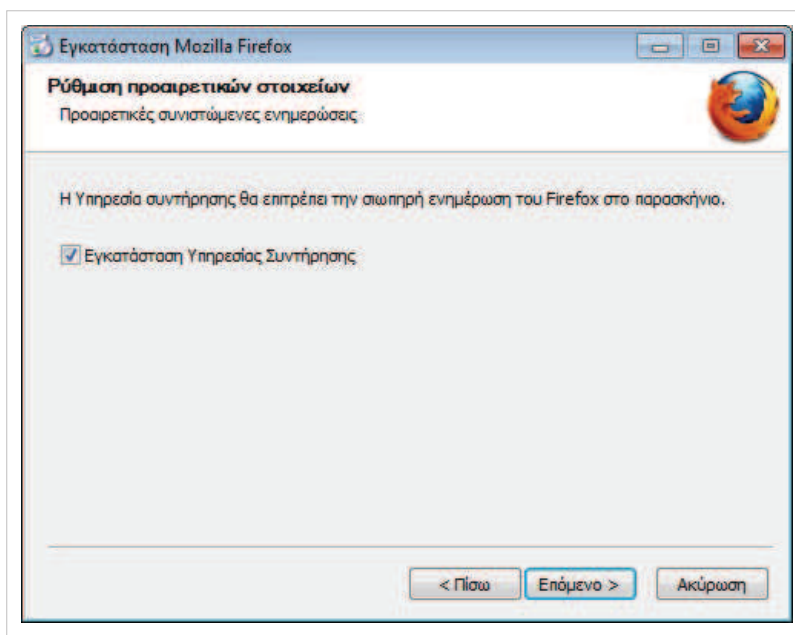 Εγκατάσταση Mozilla Firefox
Ρύθμιση προαιρετικών στοιχείων
Προαιρετικές συνιστώμενες ενημερώσεις
Η Υπηρεσία συντήρησης θα επιτρέπει την σιωπηρή ενημέρωση του Firefox στο παρασκήνιο.
Εγκατάσταση Υπηρεσίας Συντήρησης
< Πίσω
Επόμενο >
Ακύρωση